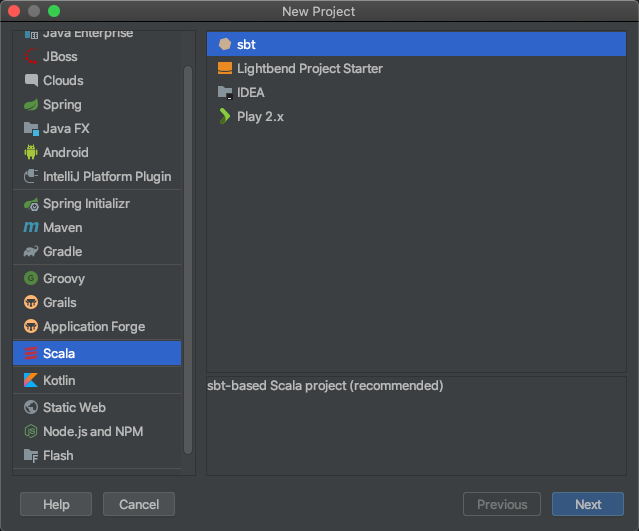 New Project
Java Enterprise
JBoss
Clouds
Spring
Java FX
Android
IntelliJ Platform Plugin
Spring Initializr
Maven
Gradle
Groovy
Grails
Application Forge
Scala
Kotlin
Static Web
Node.js and NPM
Flash
sbt
Lightbend Project Starter
IDEA
Play 2.x
sbt-based Scala project (recommended)
Help
Cancel
Previous
Next